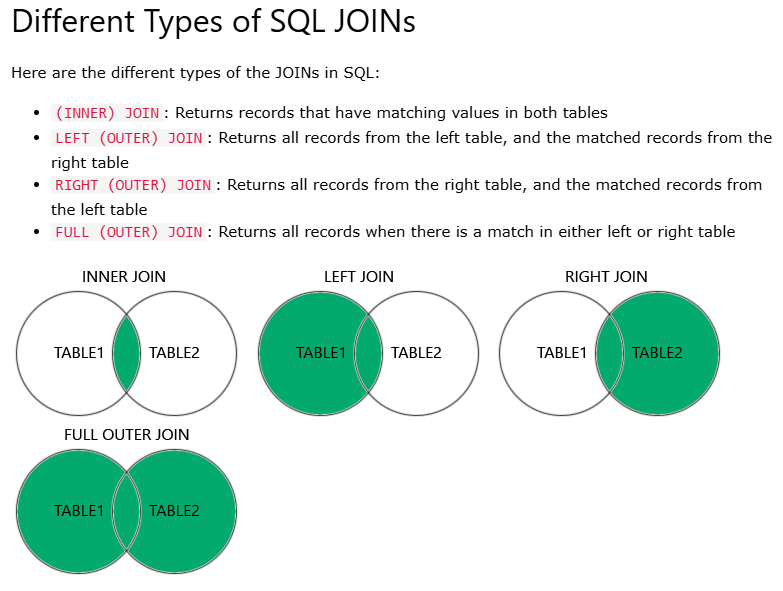 Different Types of SQL JOINs
Here are the different types of the JOINs in SQL:
• (INNER) JOIN: Returns records that have matching values in both tables
• LEFT (OUTER) JOIN: Returns all records from the left table, and the matched records from the
right table
• RIGHT (OUTER) JOIN: Returns all records from the right table, and the matched records from
the left table
• FULL (OUTER) JOIN: Returns all records when there is a match in either left or right table
INNER JOIN LEFT JOIN RIGHT JOIN
TABLE1 TABLE2 TABLE1 TABLE2 TABLE1 TABLE2
FULL OUTER JOIN
TABLE1 TABLE2